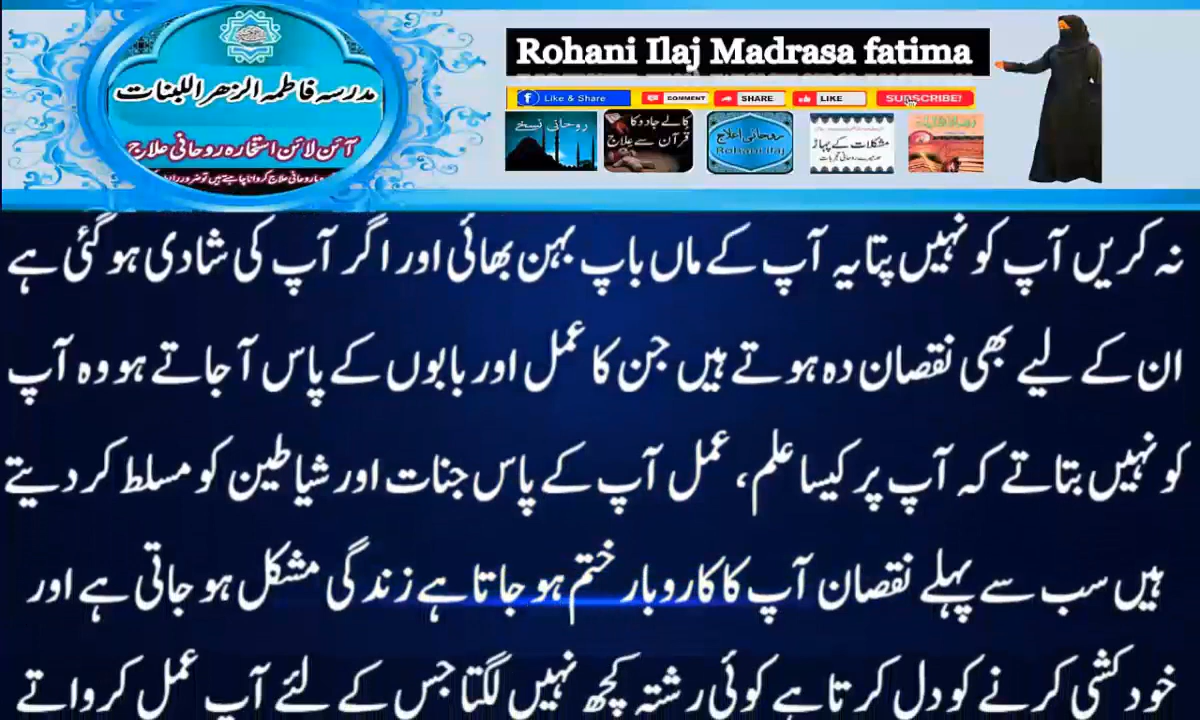 مدرسہ فاطمہ الزھرا للبنات
آئن لائن استخارہ روحانی علاج
Rohani Ilaj Madrasa fatima
Like & Share
COMMENT
SHARE
LIKE
SUBSCRIBE!
روحانی نسخے
کالے جادو کا
قرآن سے علاج
روحانی اعلاج
Rohani ilaj
مشکلات کے پہاڑ
نہ کریں آپ کو نہیں پتا یہ آپ کے ماں باپ بہن بھائی اور اگر آپ کی شادی ہو گئی ہے
ان کے لیے بھی نقصان دہ ہوتے ہیں جن کا عمل اور بابوں کے پاس آ جاتے ہو وہ آپ
کو نہیں بتاتے کہ آپ پر کیسا علم، عمل آپ کے پاس جنات اور شیاطین کو مسلط کر دیتے
ہیں سب سے پہلے نقصان آپ کا کاروبار ختم ہو جاتا ہے زندگی مشکل ہو جاتی ہے اور
خودکشی کرنے کو دل کرتا ہے کوئی رشتہ کچھ نہیں لگتا جس کے لئے آپ عمل کرواتے